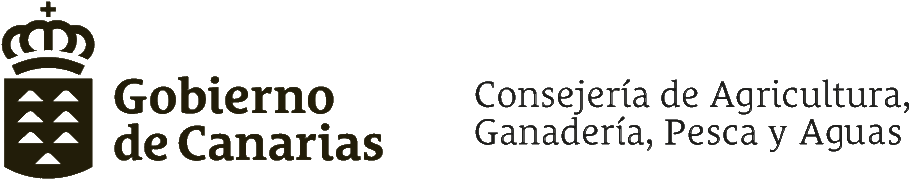 Gobierno
de Canarias
Consejería de Agricultura,
Ganadería, Pesca y Aguas